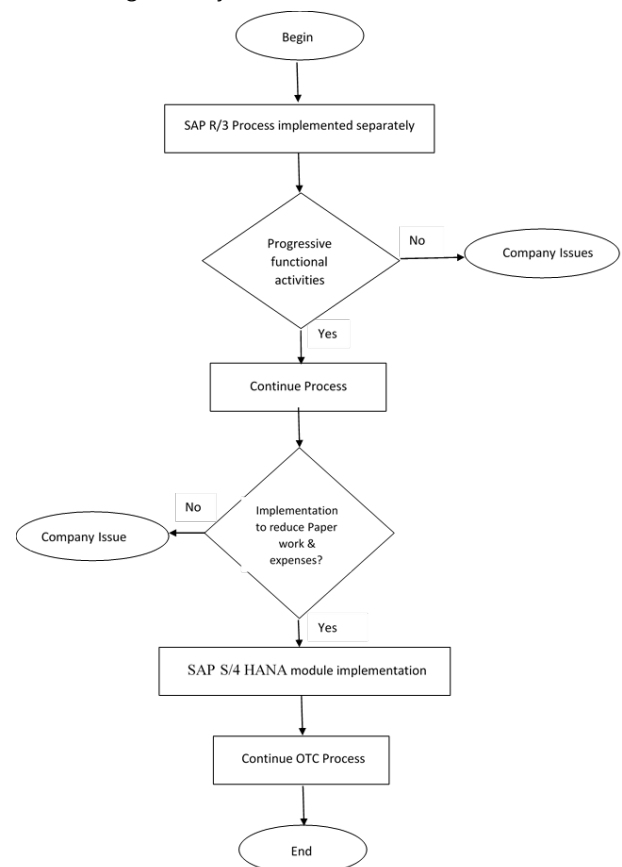 Begin
SAP R/3 Process implemented separately
Progressive
functional
activities
No
Company Issues
Yes
Continue Process
Implementation
to reduce Paper
work &
expenses?
No
Company Issue
Yes
SAP S/4 HANA module implementation
Continue OTC Process
End